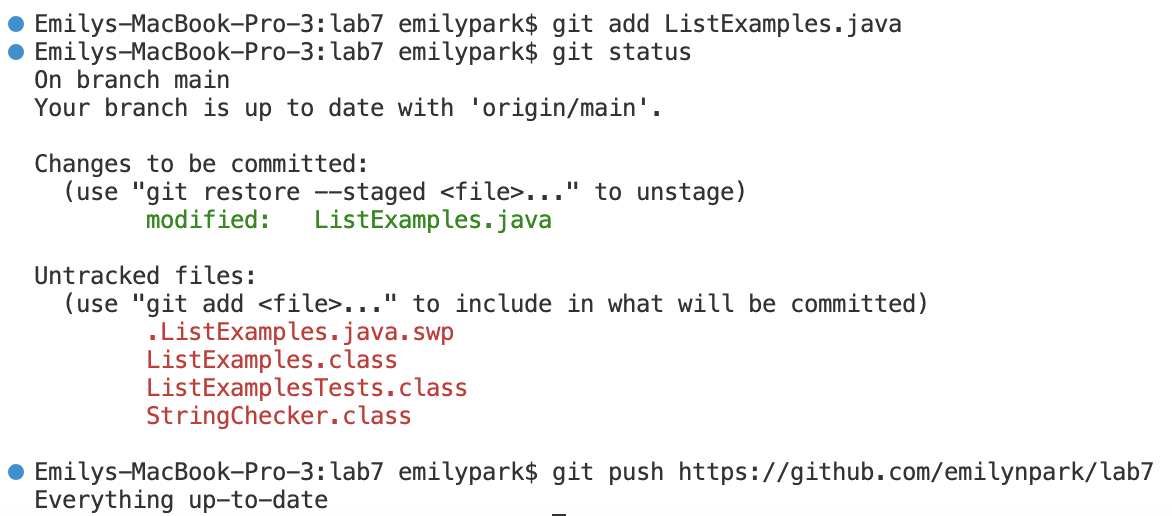 Emilys-MacBook-Pro-3:lab7 emilypark$ git add ListExamples.java
Emilys-MacBook-Pro-3:lab7 emilypark$ git status
On branch main
Your branch is up to date with 'origin/main'.
Changes to be committed:
  (use "git restore --staged <file>..." to unstage)
        modified:   ListExamples.java
Untracked files:
  (use "git add <file>..." to include in what will be committed)
        .ListExamples.java.swp
        ListExamples.class
        ListExamplesTests.class
        StringChecker.class
Emilys-MacBook-Pro-3:lab7 emilypark$ git push https://github.com/emilynpark/lab7
Everything up-to-date